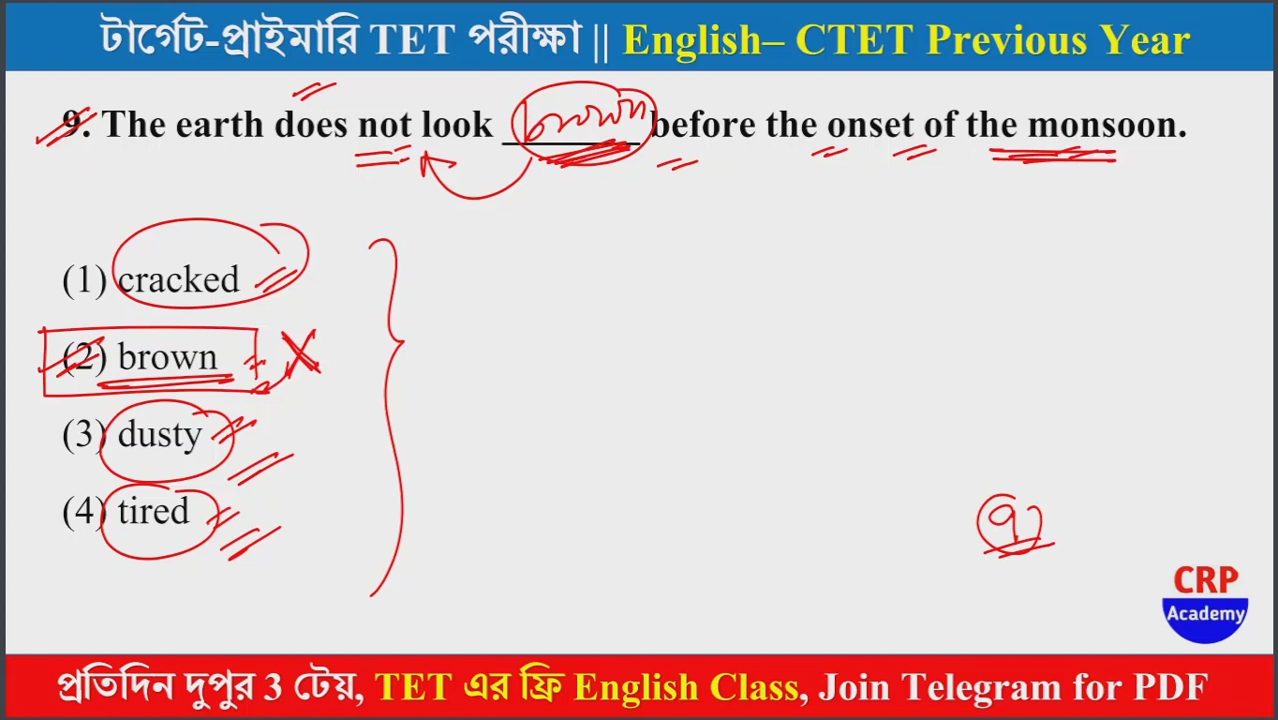 টার্গেট-প্রাইমারি TET পরীক্ষা || English– CTET Previous Year
9. The earth does not look brown before the onset of the monsoon.
(1) cracked
(2) brown
(3) dusty
(4) tired
CRP
Academy
প্রতিদিন দুপুর 3 টেয়, TET এর ফ্রি English Class, Join Telegram for PDF